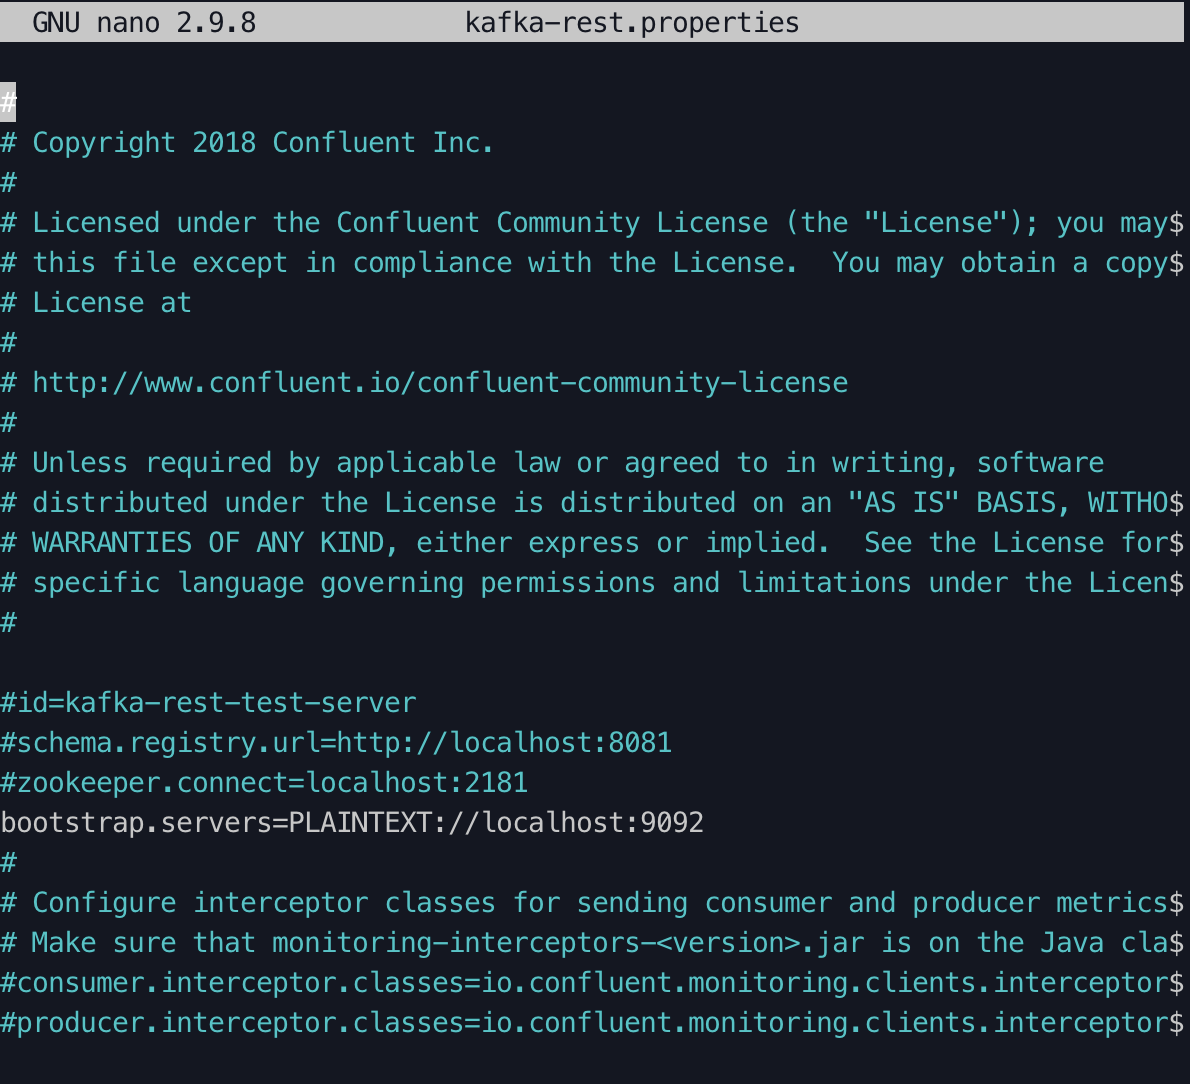 GNU nano 2.9.8 kafka-rest.properties
#
# Copyright 2018 Confluent Inc.
#
# Licensed under the Confluent Community License (the "License"); you may$
# this file except in compliance with the License.  You may obtain a copy$
# License at
#
# http://www.confluent.io/confluent-community-license
#
# Unless required by applicable law or agreed to in writing, software
# distributed under the License is distributed on an "AS IS" BASIS, WITHO$
# WARRANTIES OF ANY KIND, either express or implied.  See the License for$
# specific language governing permissions and limitations under the Licen$
#
#id=kafka-rest-test-server
#schema.registry.url=http://localhost:8081
#zookeeper.connect=localhost:2181
bootstrap.servers=PLAINTEXT://localhost:9092
#
# Configure interceptor classes for sending consumer and producer metrics$
# Make sure that monitoring-interceptors-<version>.jar is on the Java cla$
#consumer.interceptor.classes=io.confluent.monitoring.clients.interceptor$
#producer.interceptor.classes=io.confluent.monitoring.clients.interceptor$